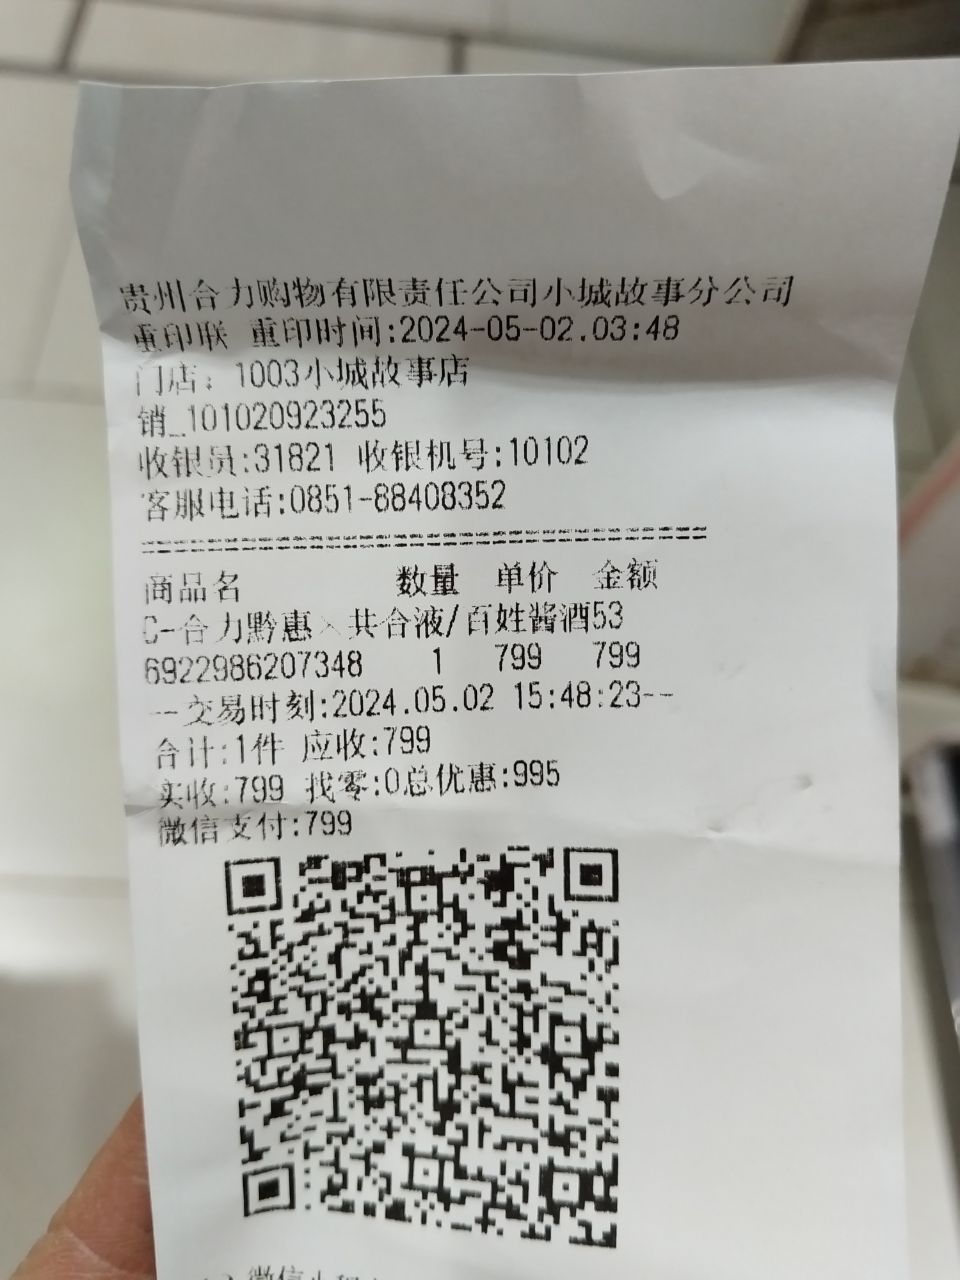 贵州合力购物有限责任公司小城故事分公司
重印联 重印时间:2024-05-02.03:48
门店：1003小城故事店
销_101020923255
收银员:31821 收银机号:10102
客服电话:0851-88408352
商品名 数量 单价 金额
C-合力黔惠×共合液/百姓酱酒53
6922986207348 1 799 799
--交易时刻:2024.05.02 15:48:23--
合计:1件 应收:799
实收:799 找零:0总优惠:995
微信支付:799